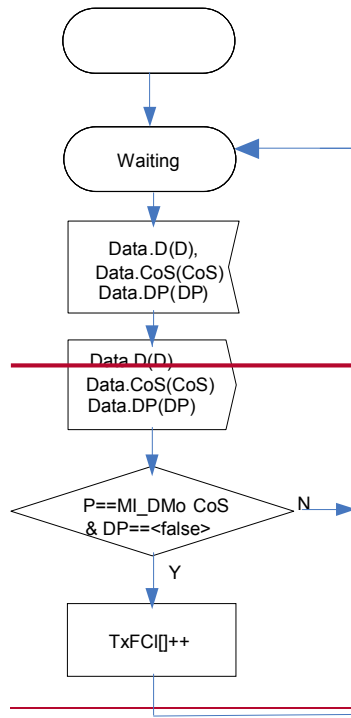 Waiting
Data.D(D),
Data.CoS(CoS)
Data.DP(DP)
Data.D(D)
Data.CoS(CoS)
Data.DP(DP)
P==MI_DMo CoS
& DP==<false>
N
Y
TxFCl[]++